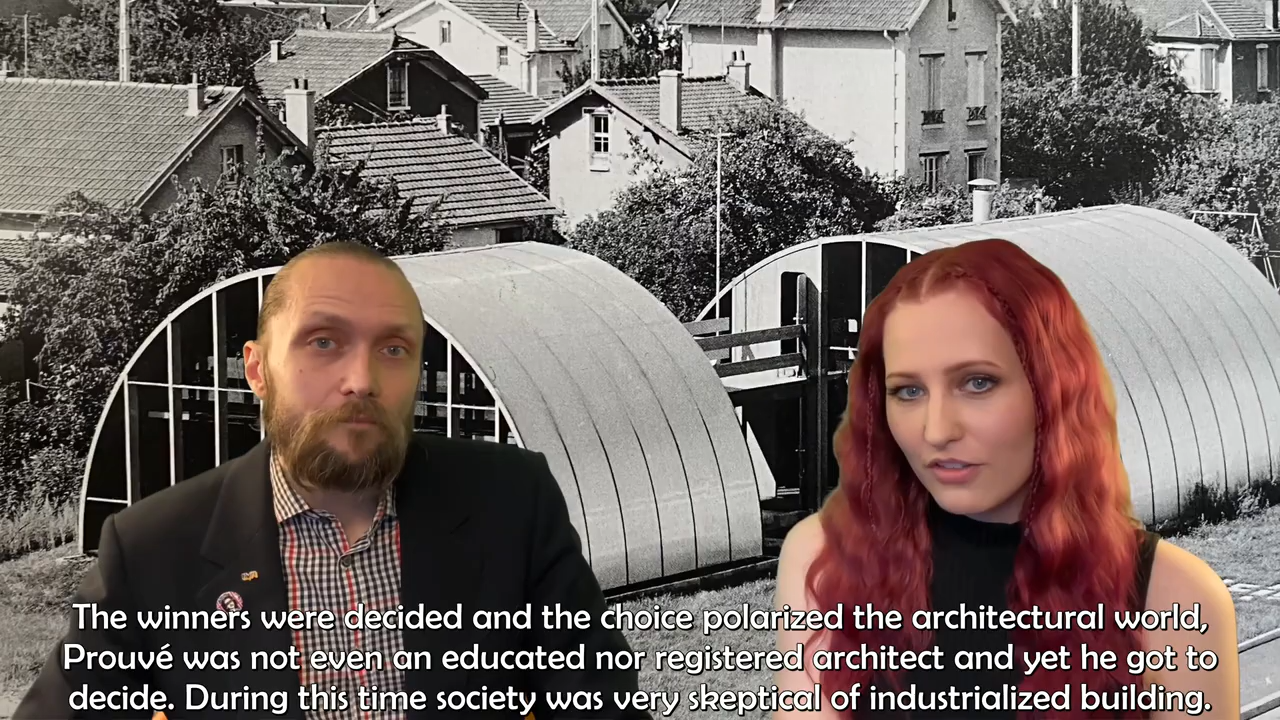 The winners were decided and the choice polarized the architectural world,
Prouvé was not even an educated nor registered architect and yet he got to
decide. During this time society was very skeptical of industrialized building.